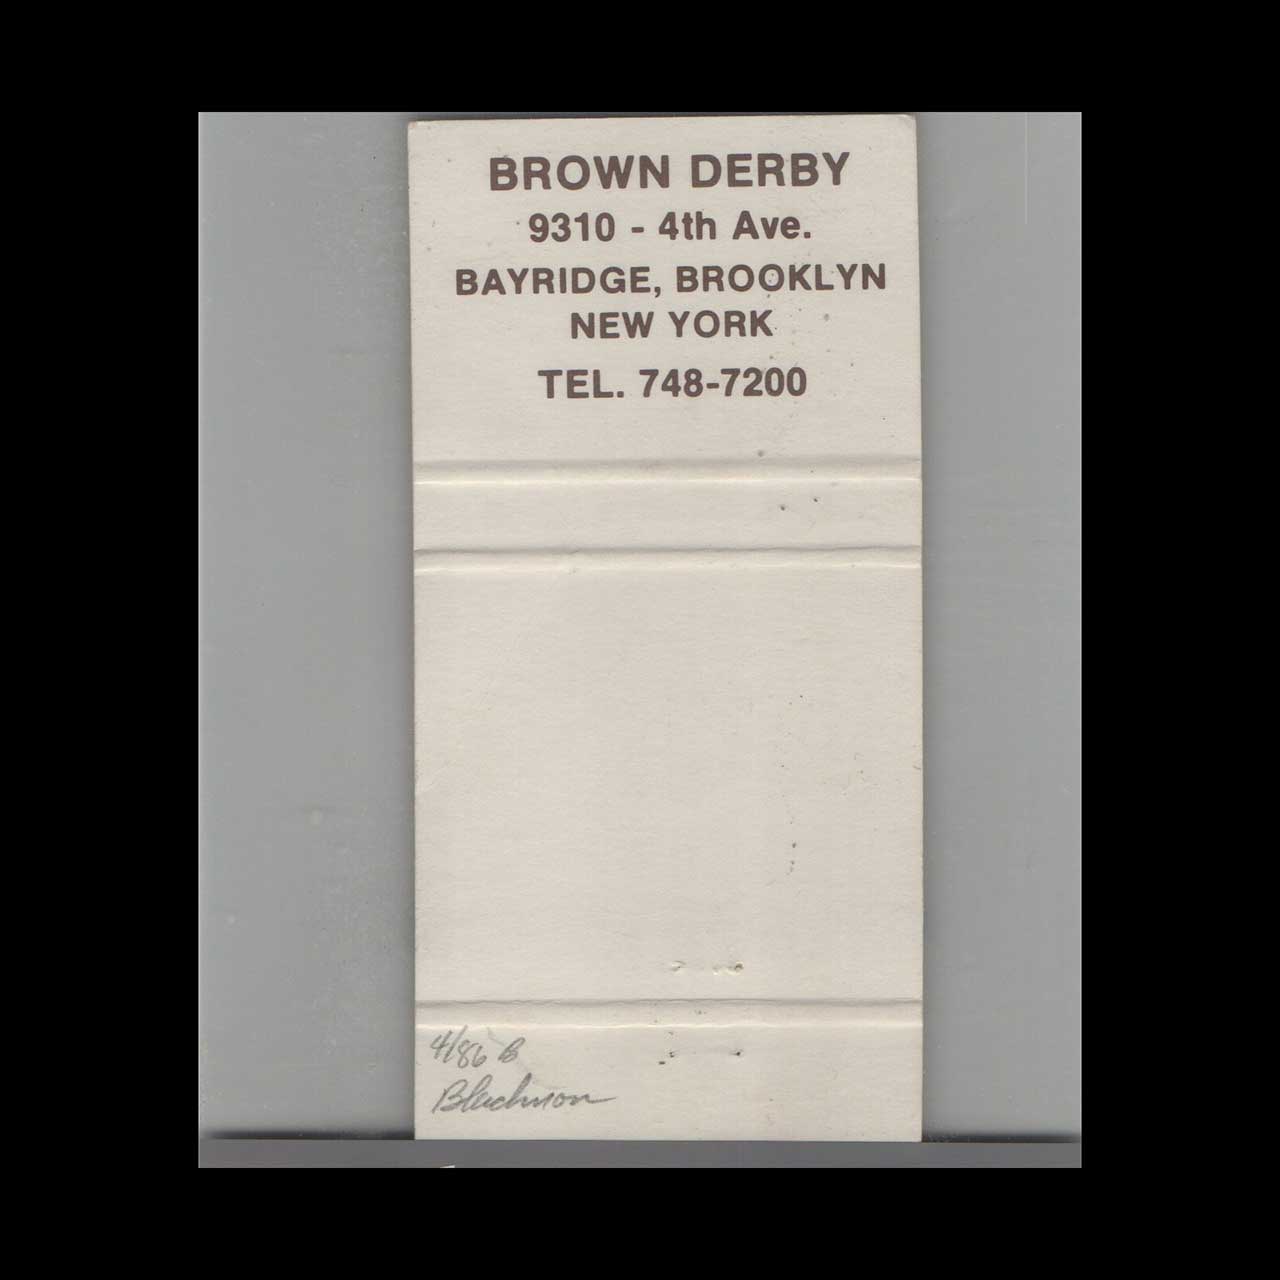 BROWN DERBY
9310 - 4th Ave.
BAYRIDGE, BROOKLYN
NEW YORK
TEL. 748-7200
4/86 B